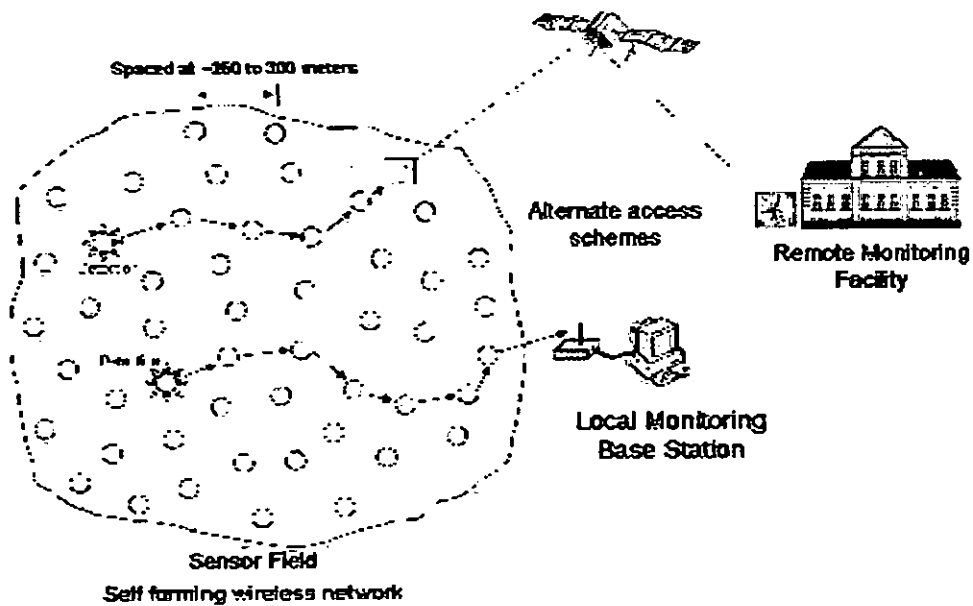 Spaced at ~150 to 300 meters
Alternate access
schemes
Remote Monitoring
Facility
Local Monitoring
Base Station
Sensor Field
Self forming wireless network